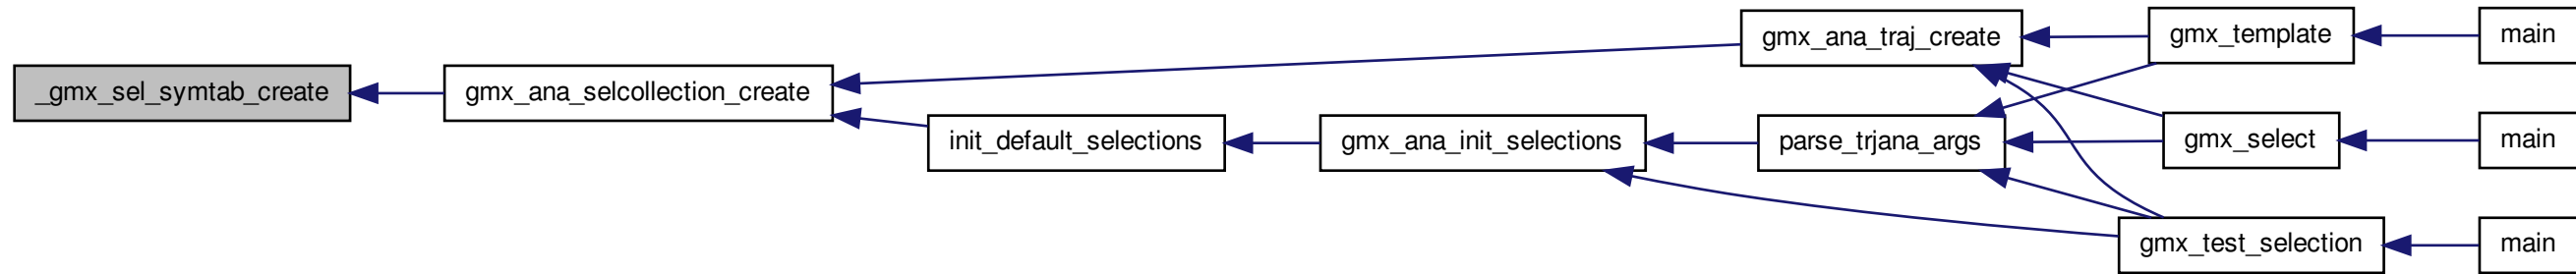 _gmx_sel_symtab_create
gmx_ana_selcollection_create
gmx_ana_traj_create
init_default_selections
gmx_ana_init_selections
parse_trjana_args
gmx_template
gmx_select
gmx_test_selection
main
main
main